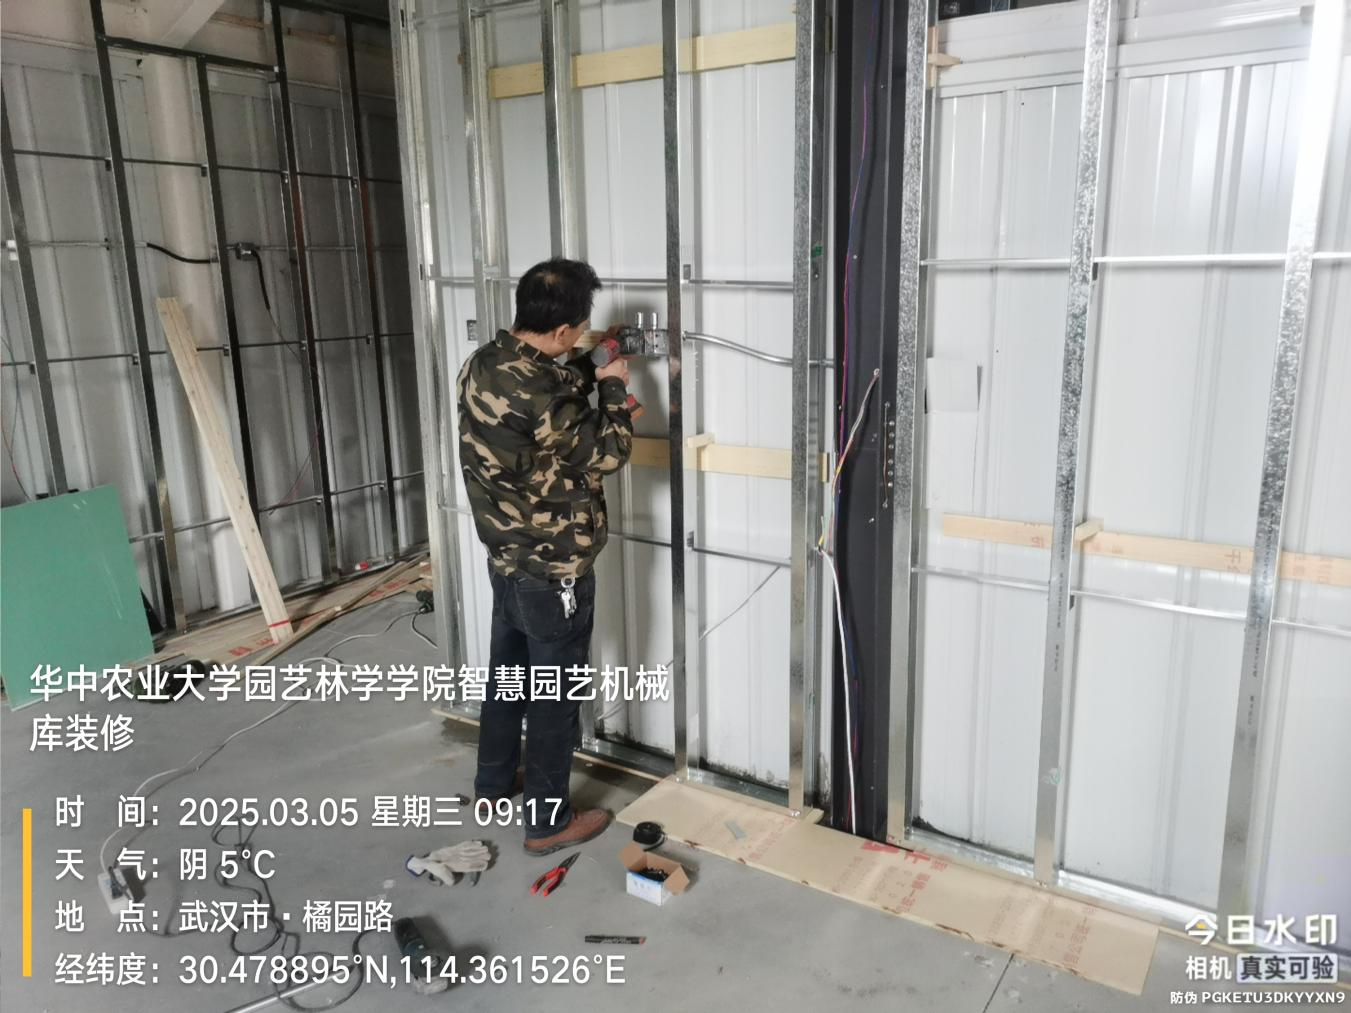 华中农业大学园艺林学学院智慧园艺机械
库装修
时 间：2025.03.05 星期三 09:17
天 气：阴 5°C
地 点：武汉市·橘园路
经纬度：30.478895°N,114.361526°E
今日水印
相机 真实可验
防伪 PGKETU3DKYYXN9